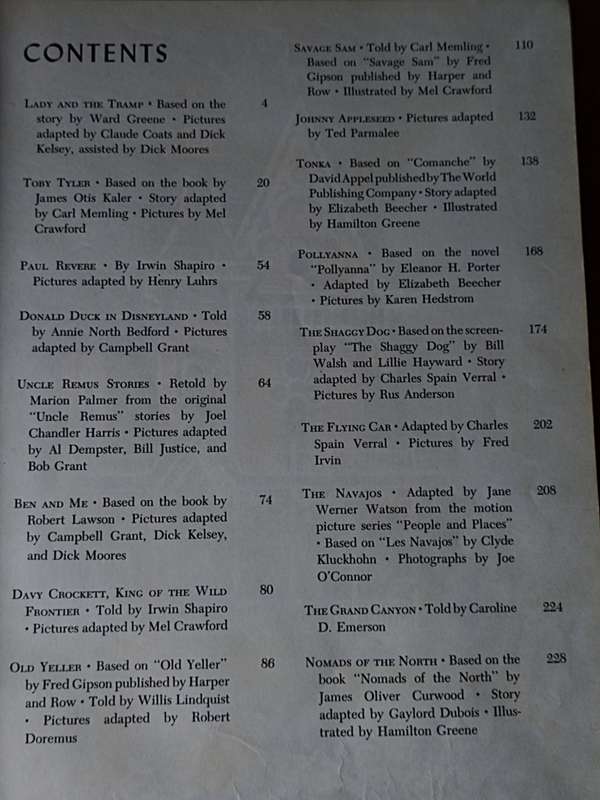 CONTENTS
LADY AND THE TRAMP • Based on the 4
story by Ward Greene • Pictures
adapted by Claude Coats and Dick
Kelsey, assisted by Dick Moores
TOBY TYLER • Based on the book by 20
James Otis Kaler • Story adapted
by Carl Memling • Pictures by Mel
Crawford
PAUL REVERE • By Irwin Shapiro • 54
Pictures adapted by Henry Luhrs
DONALD DUCK IN DISNEYLAND • Told 58
by Annie North Bedford • Pictures
adapted by Campbell Grant
UNCLE REMUS STORIES • Retold by 64
Marion Palmer from the original
"Uncle Remus" stories by Joel
Chandler Harris • Pictures adapted
by Al Dempster, Bill Justice, and
Bob Grant
BEN AND ME • Based on the book by 74
Robert Lawson • Pictures adapted
by Campbell Grant, Dick Kelsey,
and Dick Moores
DAVY CROCKETT, KING OF THE WILD 80
FRONTIER • Told by Irwin Shapiro
• Pictures adapted by Mel Crawford
OLD YELLER • Based on "Old Yeller" 86
by Fred Gipson published by Harper
and Row • Told by Willis Lindquist
• Pictures adapted by Robert
Doremus
SAVAGE SAM • Told by Carl Memling • 110
Based on "Savage Sam" by Fred
Gipson published by Harper and
Row • Illustrated by Mel Crawford
JOHNNY APPLESEED • Pictures adapted 132
by Ted Parmalee
TONKA • Based on "Comanche" by 138
David Appel published by The World
Publishing Company • Story adapted
by Elizabeth Beecher • Illustrated
by Hamilton Greene
POLLYANNA • Based on the novel 168
"Pollyanna" by Eleanor H. Porter
• Adapted by Elizabeth Beecher
• Pictures by Karen Hedstrom
THE SHAGGY DOG • Based on the screen- 174
play "The Shaggy Dog" by Bill
Walsh and Lillie Hayward • Story
adapted by Charles Spain Verral •
Pictures by Rus Anderson
THE FLYING CAR • Adapted by Charles 202
Spain Verral • Pictures by Fred
Irvin
THE NAVAJOS • Adapted by Jane 208
Werner Watson from the motion
picture series "People and Places"
• Based on "Les Navajos" by Clyde
Kluckhohn • Photographs by Joe
O'Connor
THE GRAND CANYON • Told by Caroline 224
D. Emerson
NOMADS OF THE NORTH • Based on the 228
book "Nomads of the North" by
James Oliver Curwood • Story
adapted by Gaylord Dubois • Illus-
trated by Hamilton Greene